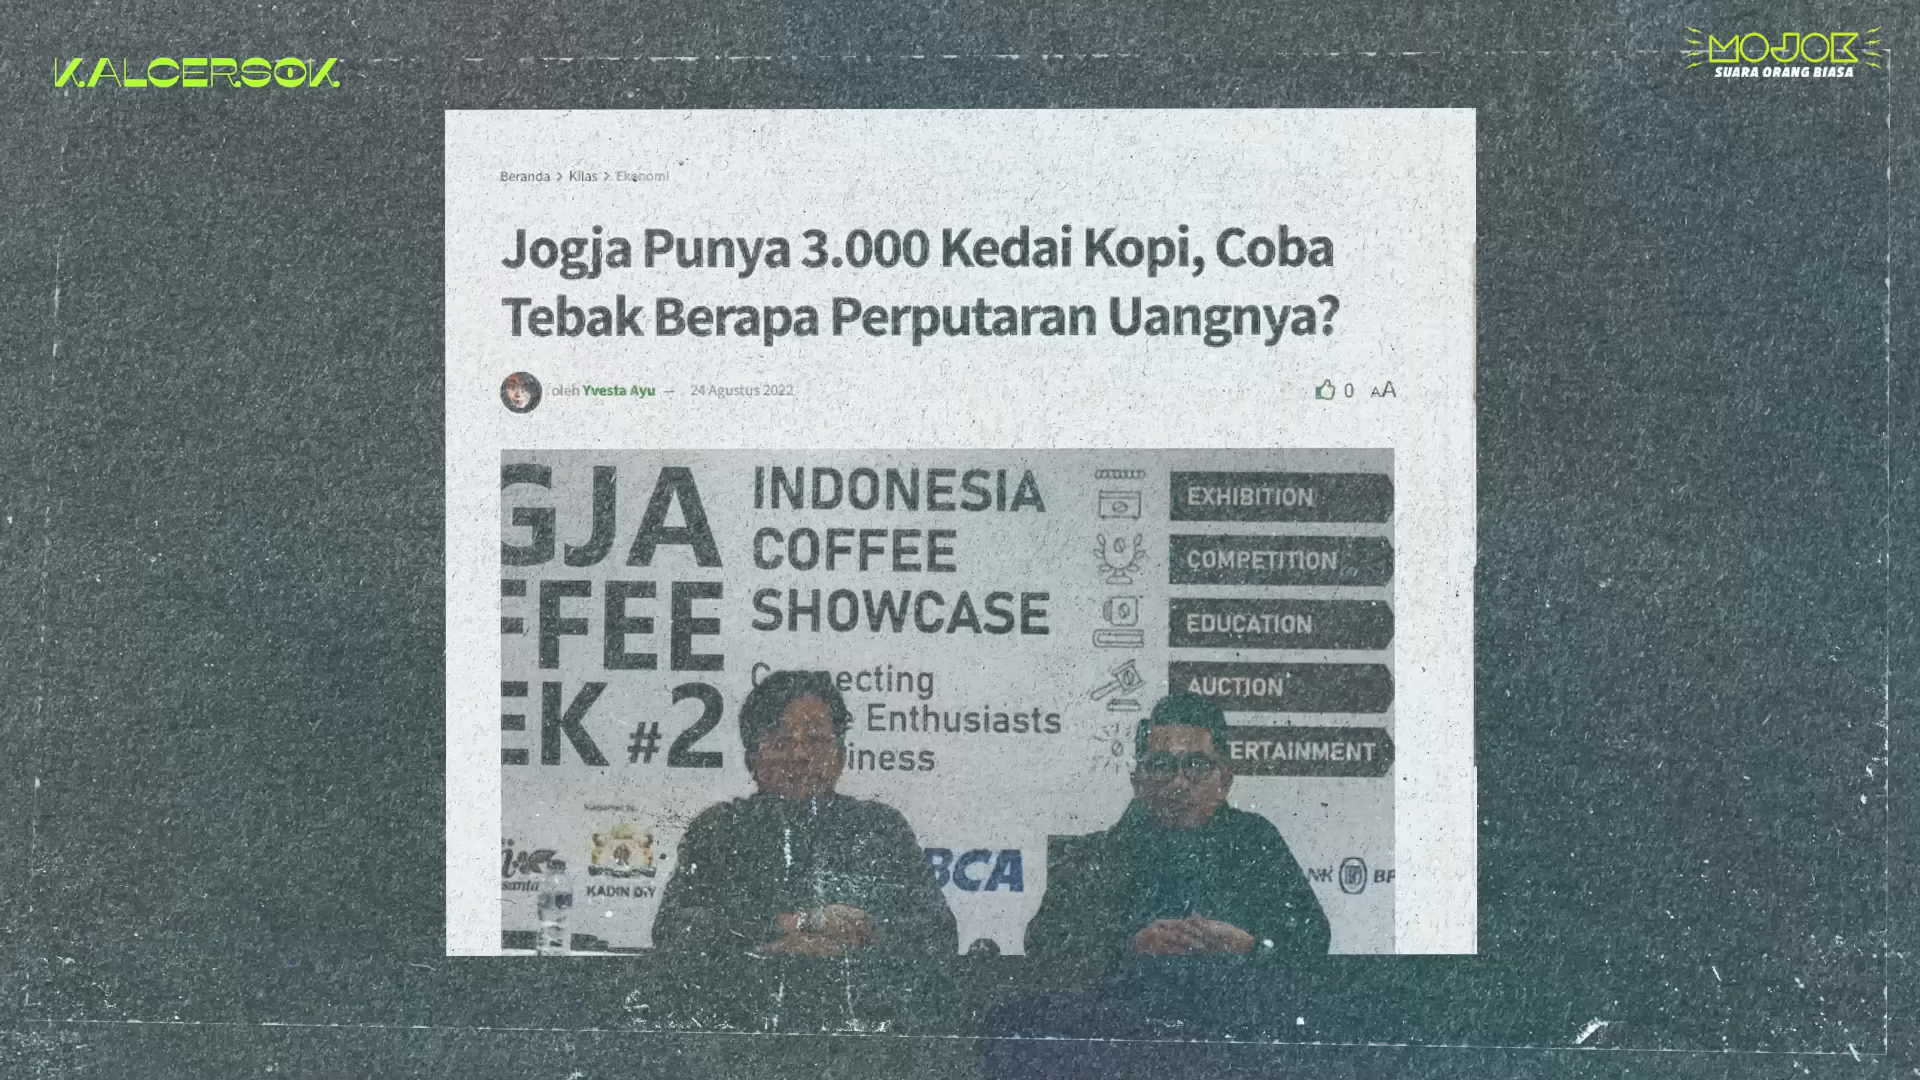 KALCERSOK
MOJOK
SUARA ORANG BIASA
Beranda > Kilas > Ekonomi
Jogja Punya 3.000 Kedai Kopi, Coba
Tebak Berapa Perputaran Uangnya?
oleh Yvesta Ayu — 24 Agustus 2022
0 AA
GJA
FFEE
EK #2
INDONESIA
COFFEE
SHOWCASE
ecting
Enthusiasts
iness
EXHIBITION
COMPETITION
EDUCATION
AUCTION
ERTAINMENT
KADIN DIY
BCA